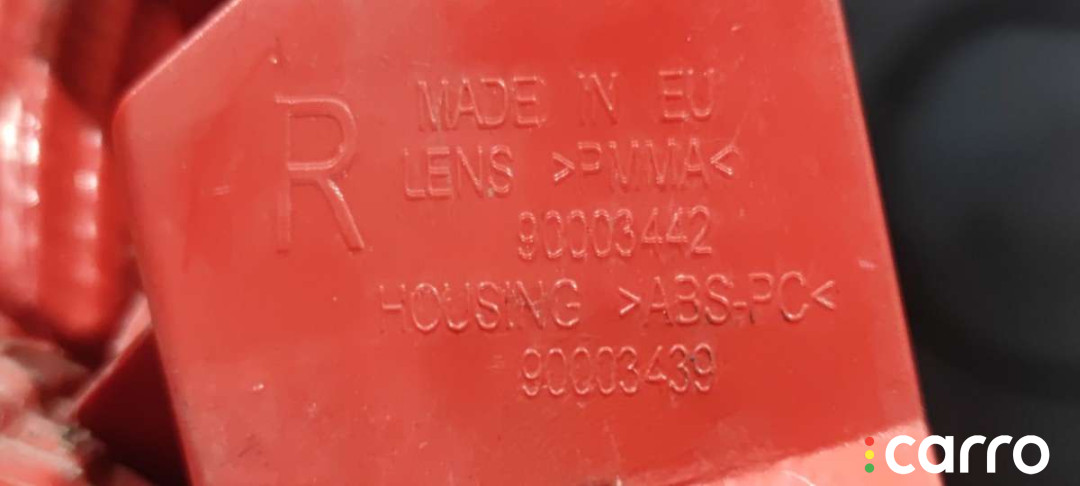 R
MADE IN EU
LENS >PMMA<
90003442
HOUSING >ABS-PC<
90003439
carro